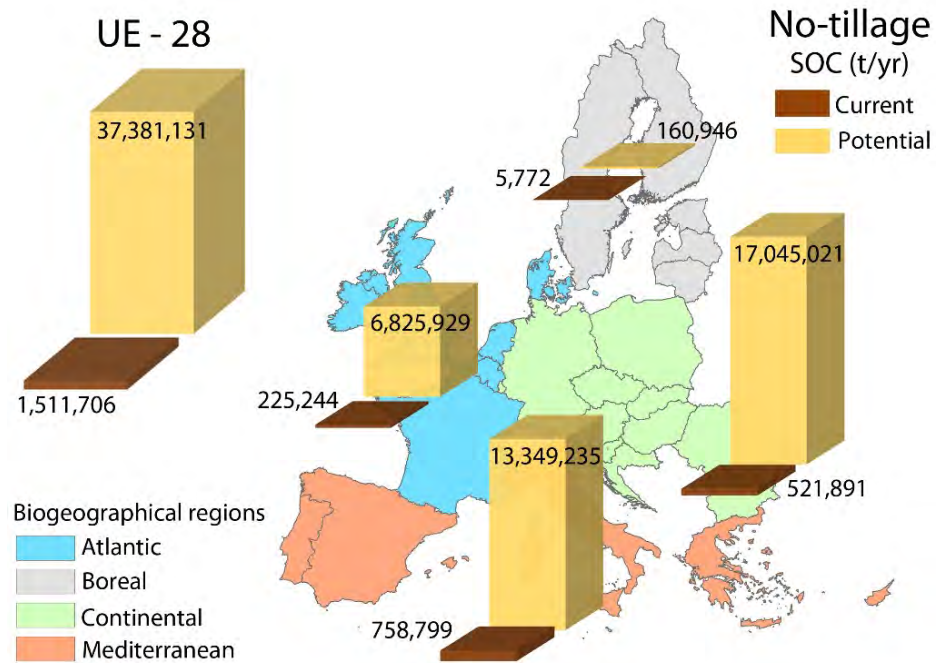 UE - 28
37,381,131
1,511,706
No-tillage
SOC (t/yr)
Current
Potential
160,946
5,772
17,045,021
521,891
6,825,929
225,244
13,349,235
758,799
Biogeographical regions
Atlantic
Boreal
Continental
Mediterranean